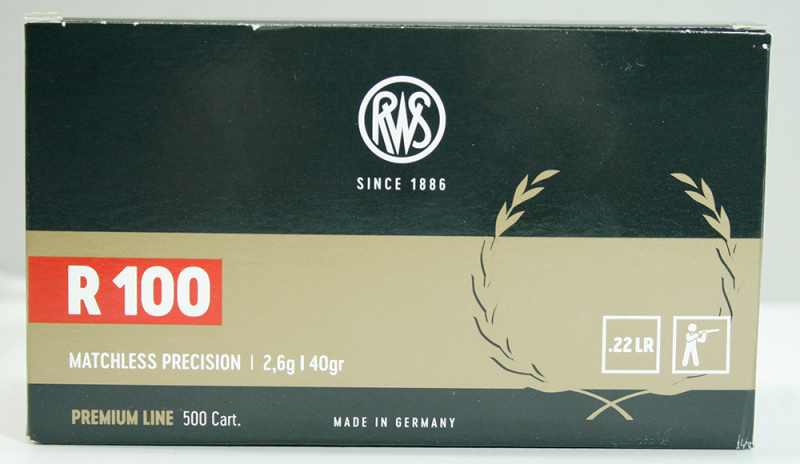 RWS
SINCE 1886
R 100
.22 LR
MATCHLESS PRECISION | 2,6g | 40gr
PREMIUM LINE 500 Cart.
MADE IN GERMANY